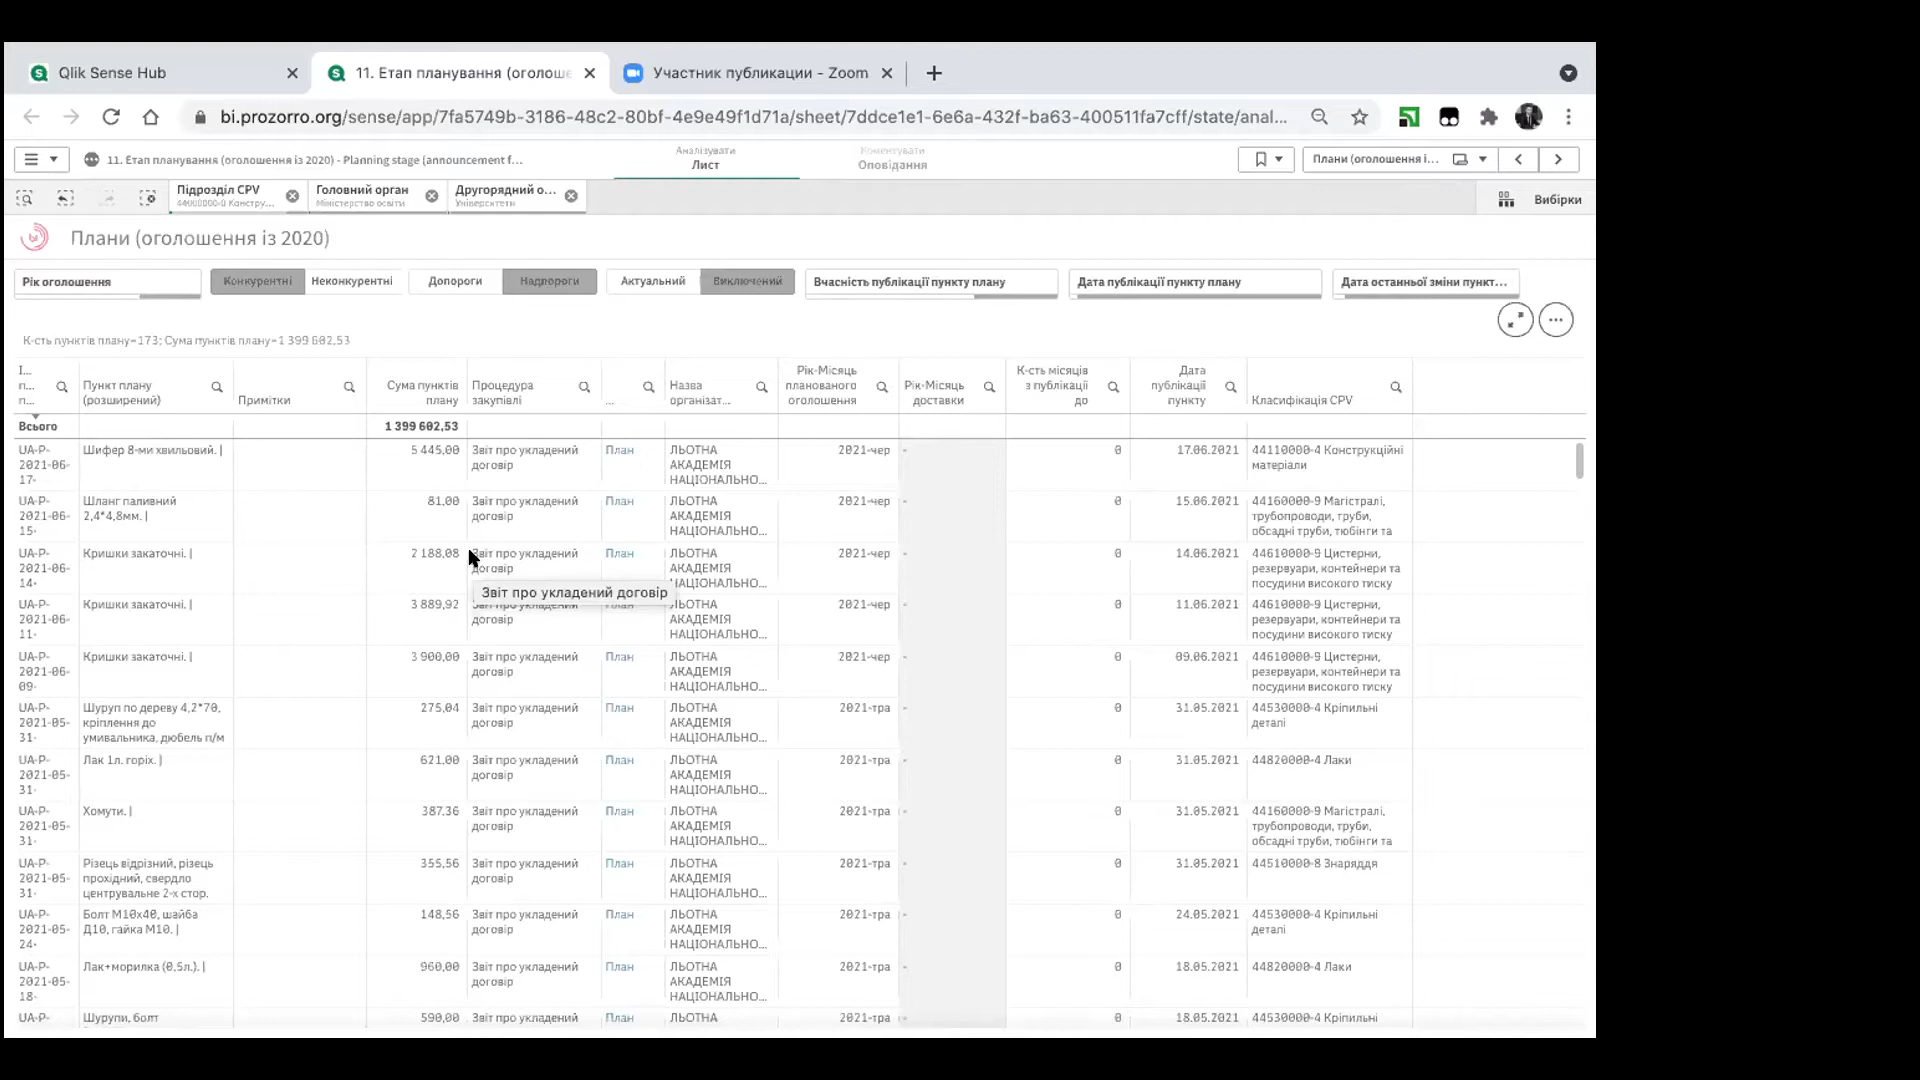 Qlik Sense Hub
11. Етап планування (оголоше
Участник публикации - Zoom
bi.prozorro.org/sense/app/7fa5749b-3186-48c2-80bf-4e9e49f1d71a/sheet/7ddce1e1-6e6a-432f-ba63-400511fa7cff/state/anal...
11. Етап планування (оголошення із 2020) - Planning stage (announcement f...
Аналізувати
Лист
Коментувати
Оповідання
Плани (оголошення і...
Підрозділ CPV
44000000-0 Констру...
Головний орган
Міністерство освіти
Другорядний о...
Університети
Вибірки
Плани (оголошення із 2020)
Рік оголошення
Конкурентні
Неконкурентні
Допороги
Надпороги
Актуальний
Виключений
Вчасність публікації пункту плану
Дата публікації пункту плану
Дата останньої зміни пункт...
К-сть пунктів плану=173; Сума пунктів плану=1 399 602,53
І...
п...
п...
Пункт плану
(розширений)
Примітки
Сума пунктів
плану
Процедура
закупівлі
...
Назва
організат...
Рік-Місяць
планованого
оголошення
Рік-Місяць
доставки
К-сть місяців
з публікації
до
Дата
публікації
пункту
Класифікація CPV
Всього
1 399 602,53
UA-P- Шифер 8-ми хвильовий. | 5 445,00 Звіт про укладений План ЛЬОТНА 2021-чер - 0 17.06.2021 44110000-4 Конструкційні
2021-06- договір АКАДЕМІЯ матеріали
17- НАЦІОНАЛЬНО...
UA-P- Шланг паливний 81,00 Звіт про укладений План ЛЬОТНА 2021-чер - 0 15.06.2021 44160000-9 Магістралі,
2021-06- 2,4*4,8мм. | договір АКАДЕМІЯ трубопроводи, труби,
15- НАЦІОНАЛЬНО... обсадні труби, тюбінги та
UA-P- Кришки закаточні. | 2 188,08 Звіт про укладений План ЛЬОТНА 2021-чер - 0 14.06.2021 44610000-9 Цистерни,
2021-06- договір АКАДЕМІЯ резервуари, контейнери та
14- НАЦІОНАЛЬНО... посудини високого тиску
Звіт про укладений договір
UA-P- Кришки закаточні. | 3 889,92 Звіт про укладений План ЛЬОТНА 2021-чер - 0 11.06.2021 44610000-9 Цистерни,
2021-06- договір АКАДЕМІЯ резервуари, контейнери та
11- НАЦІОНАЛЬНО... посудини високого тиску
UA-P- Кришки закаточні. | 3 900,00 Звіт про укладений План ЛЬОТНА 2021-чер - 0 09.06.2021 44610000-9 Цистерни,
2021-06- договір АКАДЕМІЯ резервуари, контейнери та
09- НАЦІОНАЛЬНО... посудини високого тиску
UA-P- Шуруп по дереву 4,2*70, 275,04 Звіт про укладений План ЛЬОТНА 2021-тра - 0 31.05.2021 44530000-4 Кріпильні
2021-05- кріплення до договір АКАДЕМІЯ деталі
31- умивальника, дюбель п/м НАЦІОНАЛЬНО...
UA-P- Лак 1л. горіх. | 621,00 Звіт про укладений План ЛЬОТНА 2021-тра - 0 31.05.2021 44820000-4 Лаки
2021-05- договір АКАДЕМІЯ
31- НАЦІОНАЛЬНО...
UA-P- Хомути. | 387,36 Звіт про укладений План ЛЬОТНА 2021-тра - 0 31.05.2021 44160000-9 Магістралі,
2021-05- договір АКАДЕМІЯ трубопроводи, труби,
31- НАЦІОНАЛЬНО... обсадні труби, тюбінги та
UA-P- Різець відрізний, різець 355,56 Звіт про укладений План ЛЬОТНА 2021-тра - 0 31.05.2021 44510000-8 Знаряддя
2021-05- прохідний, свердло договір АКАДЕМІЯ
31- центрувальне 2-х стор. НАЦІОНАЛЬНО...
UA-P- Болт М10х40, шайба 148,56 Звіт про укладений План ЛЬОТНА 2021-тра - 0 24.05.2021 44530000-4 Кріпильні
2021-05- Д10, гайка М10. | договір АКАДЕМІЯ деталі
24- НАЦІОНАЛЬНО...
UA-P- Лак+морилка (0,5л.). | 960,00 Звіт про укладений План ЛЬОТНА 2021-тра - 0 18.05.2021 44820000-4 Лаки
2021-05- договір АКАДЕМІЯ
18- НАЦІОНАЛЬНО...
UA-P- Шурупи, болт 590,00 Звіт про укладений План ЛЬОТНА 2021-тра - 0 18.05.2021 44530000-4 Кріпильні